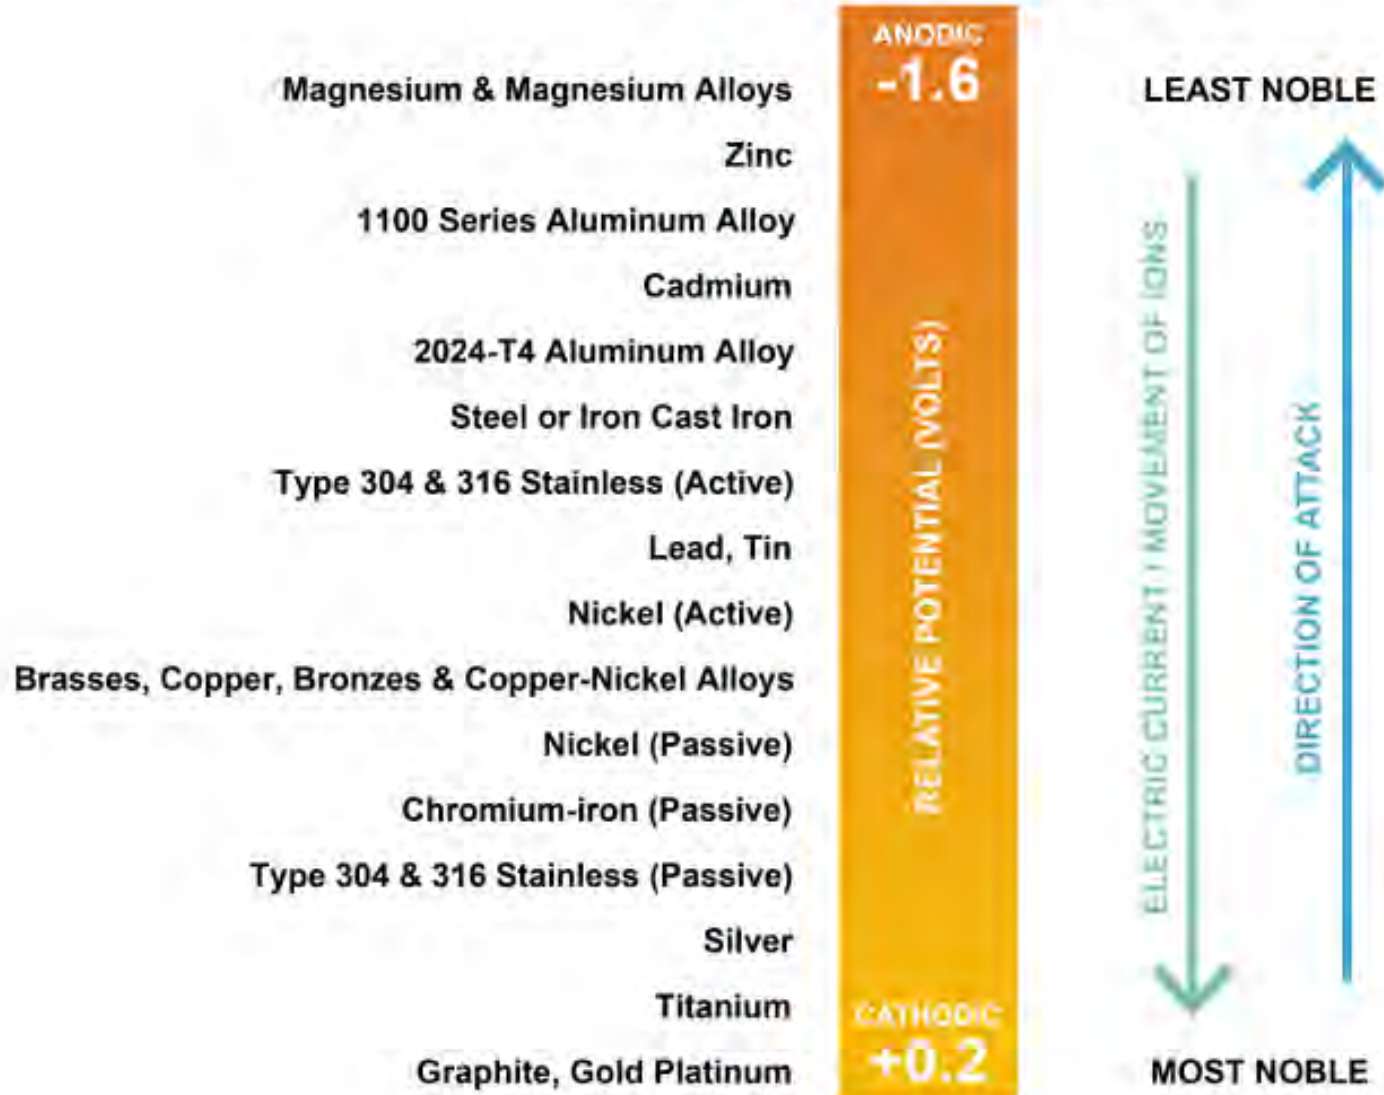 ANODIC
-1.6
Magnesium & Magnesium Alloys
LEAST NOBLE
Zinc
1100 Series Aluminum Alloy
Cadmium
2024-T4 Aluminum Alloy
Steel or Iron Cast Iron
Type 304 & 316 Stainless (Active)
Lead, Tin
Nickel (Active)
Brasses, Copper, Bronzes & Copper-Nickel Alloys
Nickel (Passive)
Chromium-iron (Passive)
Type 304 & 316 Stainless (Passive)
Silver
Titanium
Graphite, Gold Platinum
RELATIVE POTENTIAL (VOLTS)
CATHODIC
+0.2
ELECTRIC CURRENT / MOVEMENT OF IONS
DIRECTION OF ATTACK
MOST NOBLE